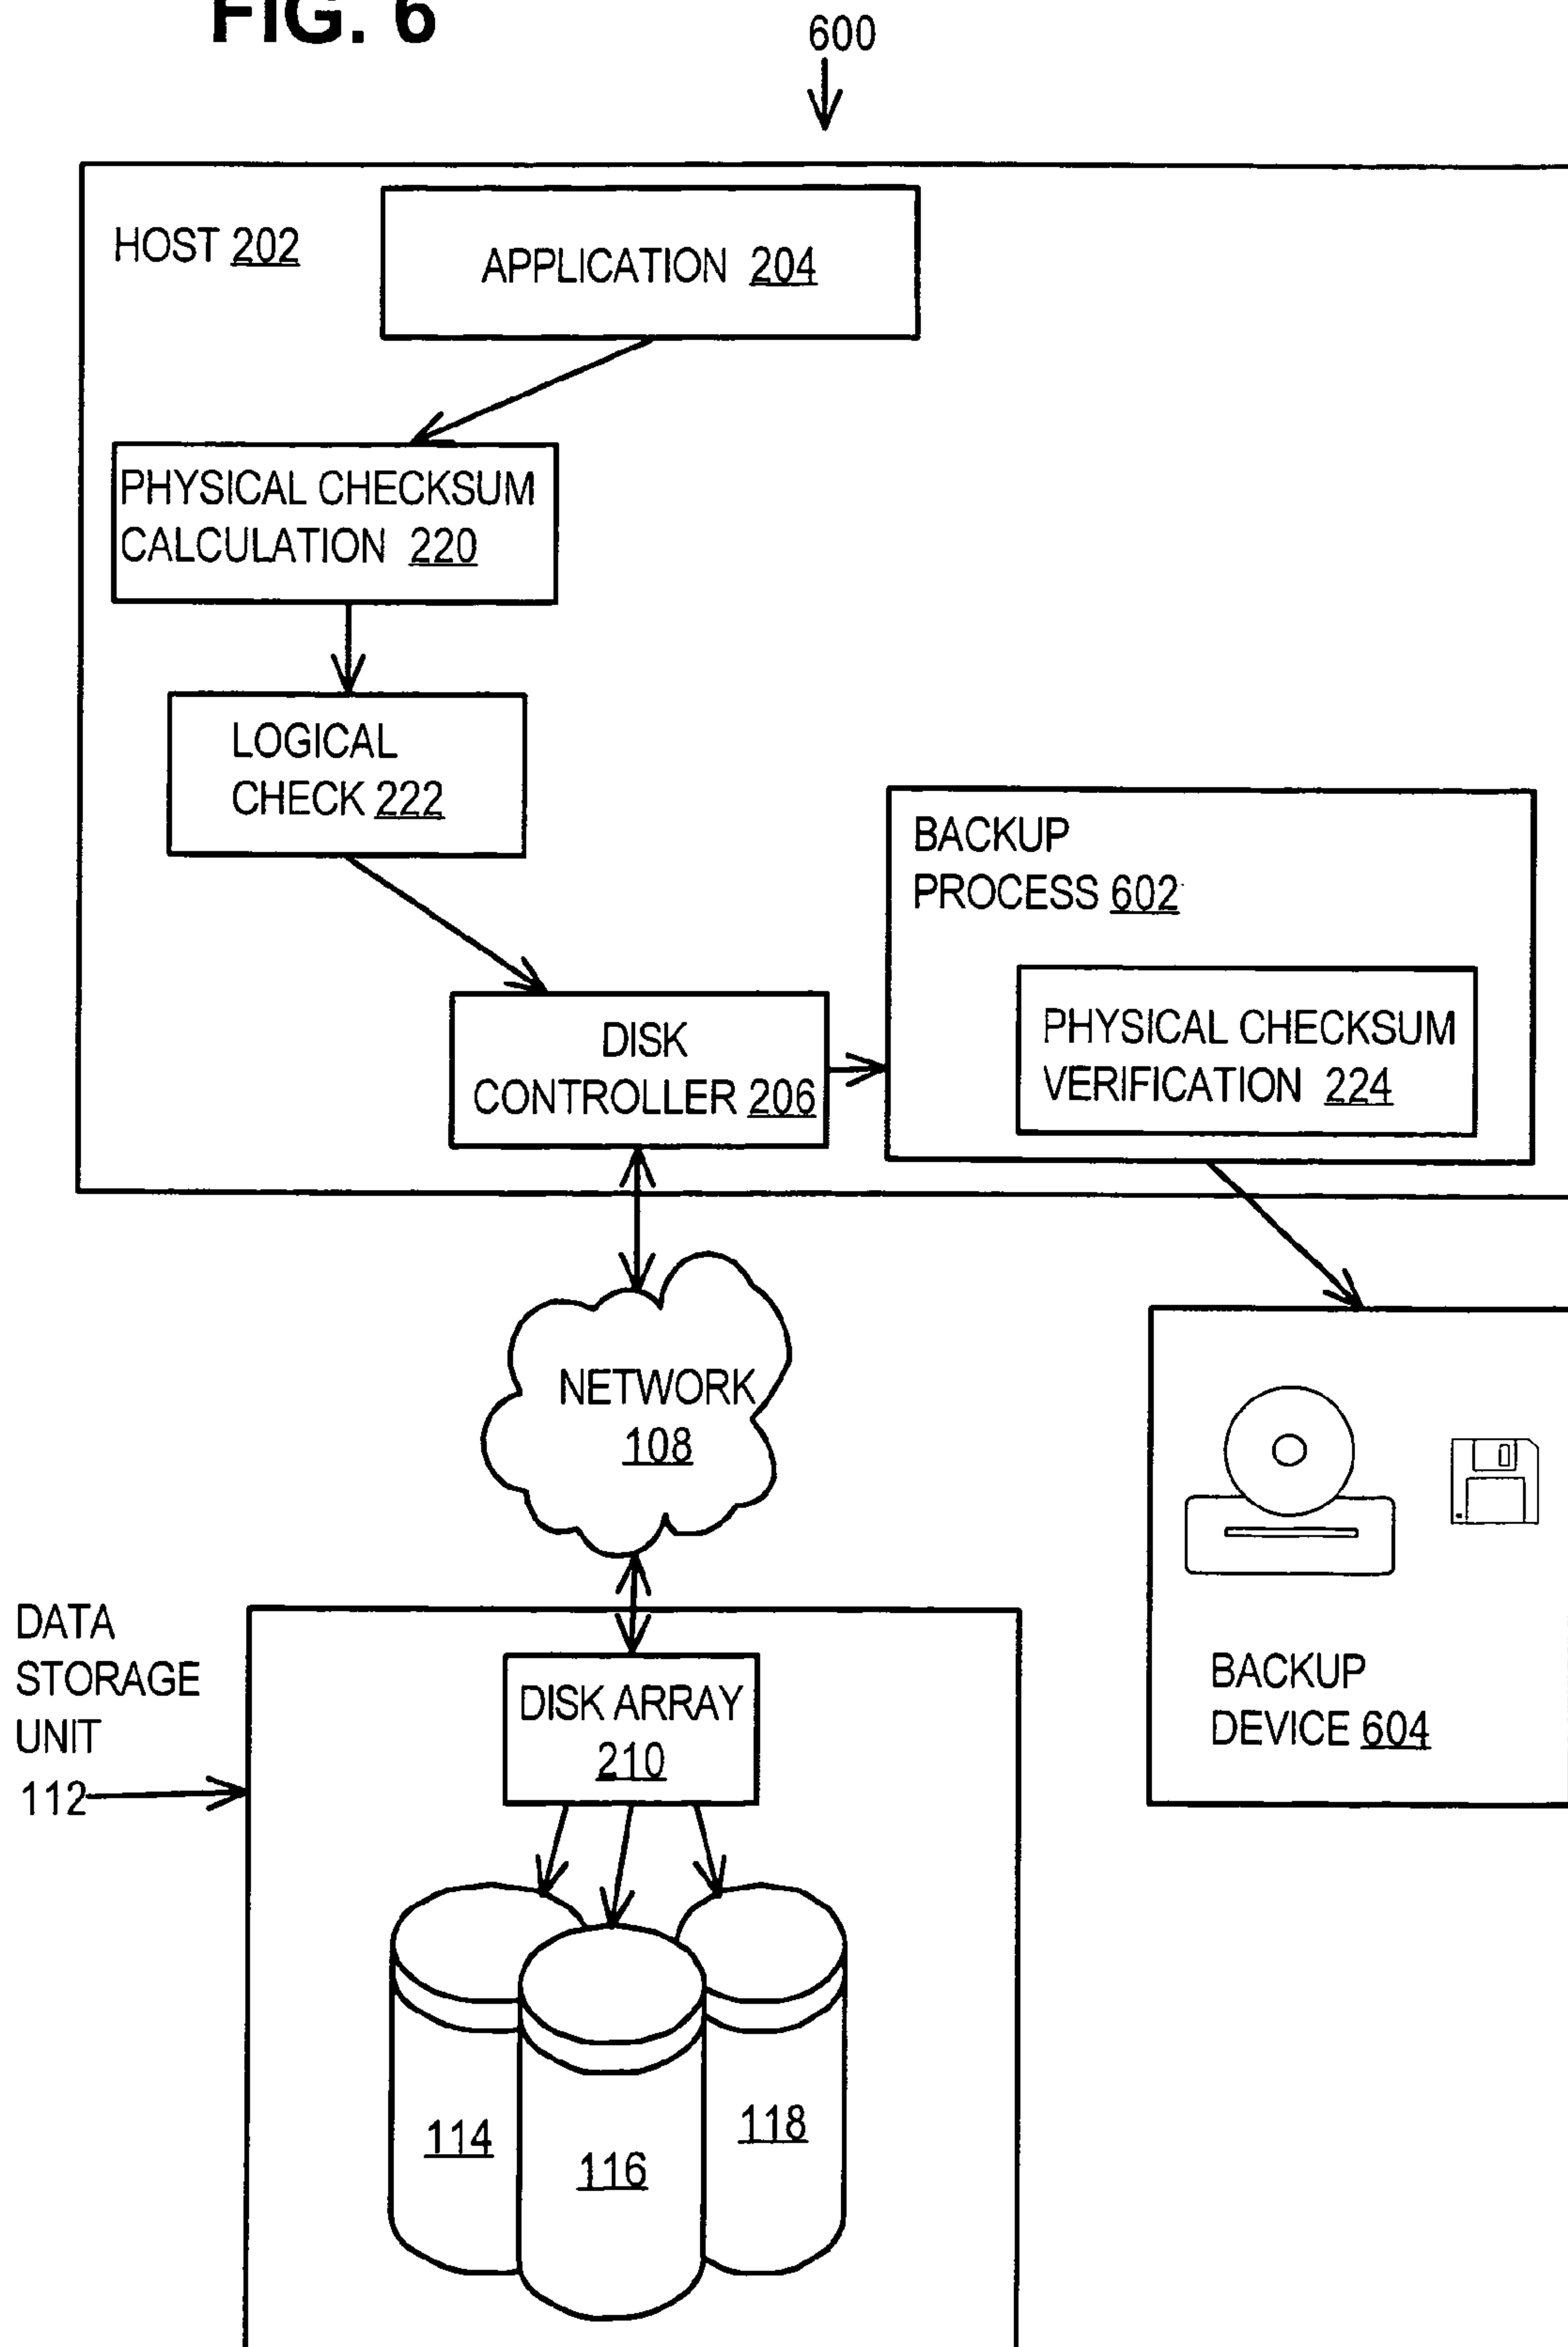 FIG. 6
600
HOST 202
APPLICATION 204
PHYSICAL CHECKSUM
CALCULATION 220
LOGICAL
CHECK 222
BACKUP
PROCESS 602
PHYSICAL CHECKSUM
VERIFICATION 224
DISK
CONTROLLER 206
NETWORK
108
DATA
STORAGE
UNIT
112
DISK ARRAY
210
BACKUP
DEVICE 604
114
116
118